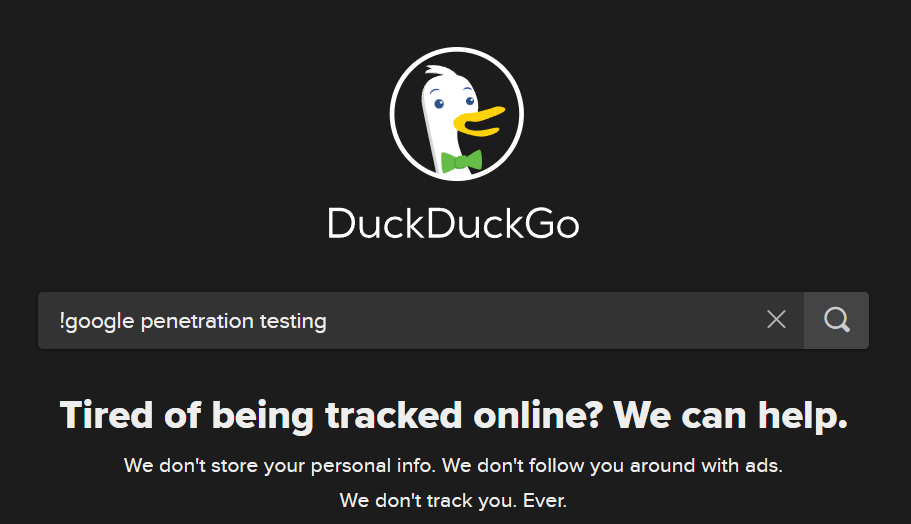 DuckDuckGo
!google penetration testing
Tired of being tracked online? We can help.
We don't store your personal info. We don't follow you around with ads.
We don't track you. Ever.